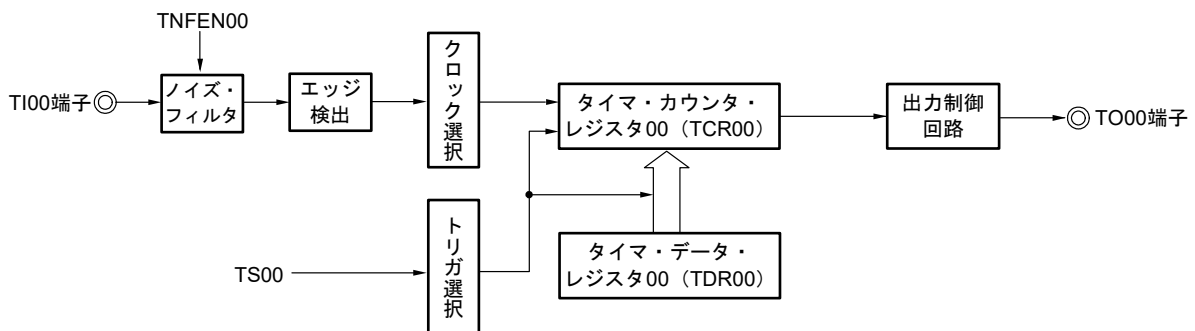 TNFEN00
TI00端子
ノイズ・
フィルタ
エッジ
検出
クロック選択
タイマ・カウンタ・
レジスタ00（TCR00）
出力制御
回路
TO00端子
TS00
トリガ選択
タイマ・データ・
レジスタ00（TDR00）